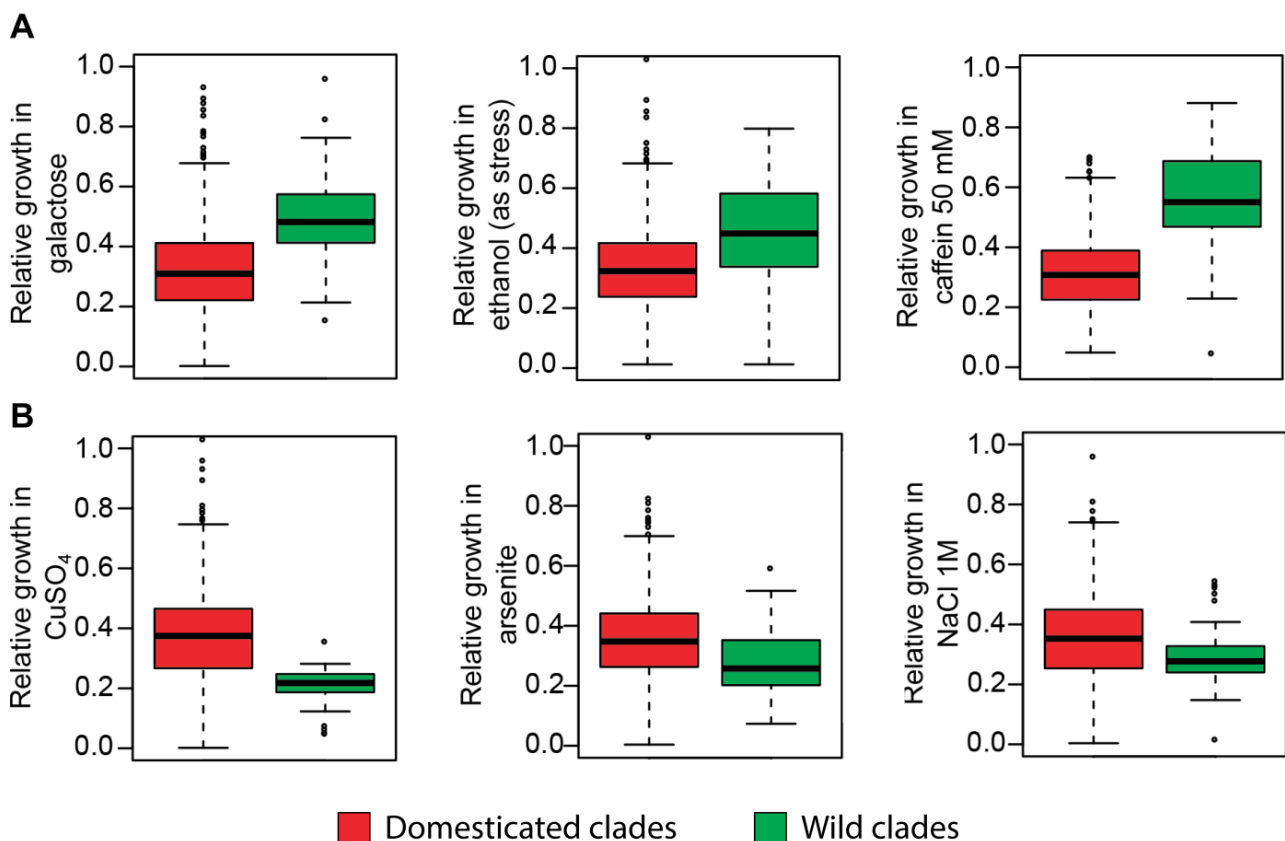 A
Relative growth in
galactose
1.0
0.8
0.6
0.4
0.2
0.0
Relative growth in
ethanol (as stress)
1.0
0.8
0.6
0.4
0.2
0.0
Relative growth in
caffein 50 mM
1.0
0.8
0.6
0.4
0.2
0.0
B
Relative growth in
CuSO₄
1.0
0.8
0.6
0.4
0.2
0.0
Relative growth in
arsenite
1.0
0.8
0.6
0.4
0.2
0.0
Relative growth in
NaCl 1M
1.0
0.8
0.6
0.4
0.2
0.0
Domesticated clades
Wild clades